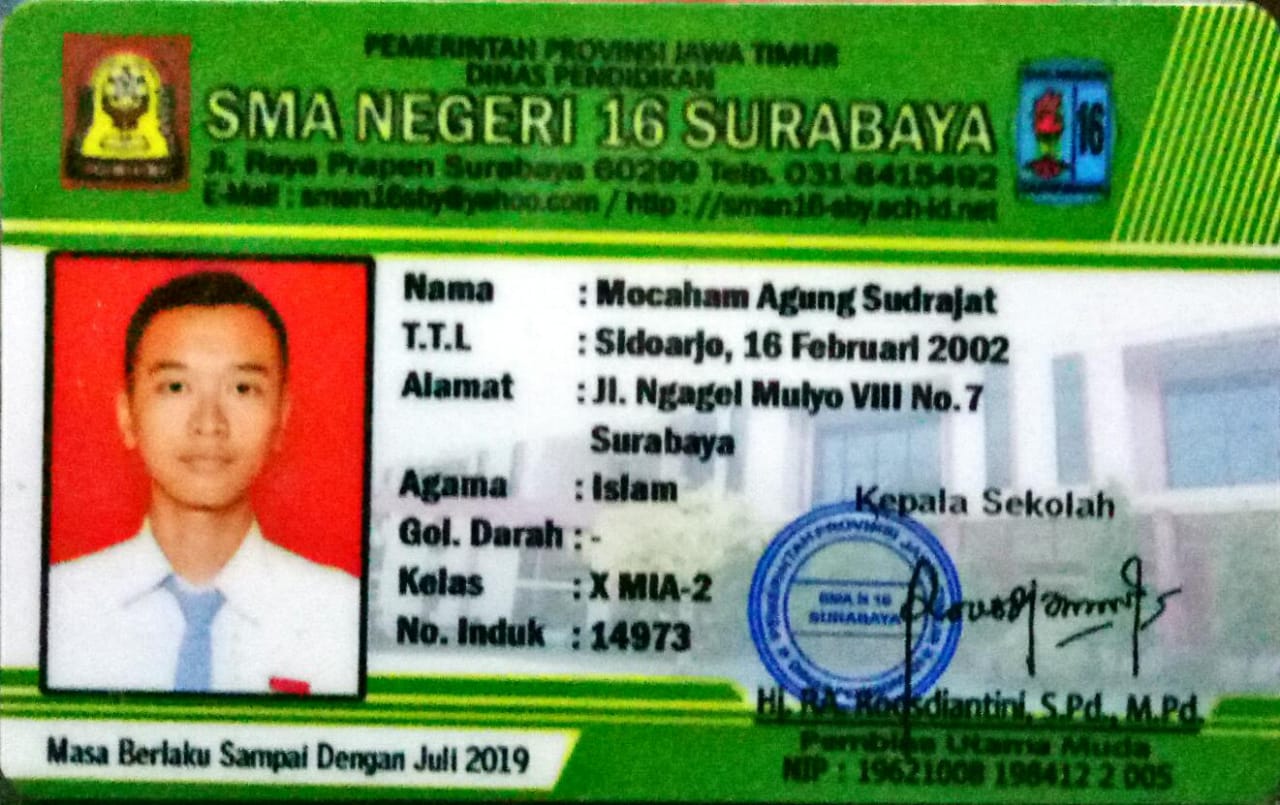 PEMERINTAH PROVINSI JAWA TIMUR
DINAS PENDIDIKAN
SMA NEGERI 16 SURABAYA
Jl. Raya Prapen Surabaya 60299 Telp. 031-8415492
E-Mail : sman16sby@yahoo.com / http : //sman16-sby.sch-id.net
16
Nama : Mocaham Agung Sudrajat
T.T.L : Sidoarjo, 16 Februari 2002
Alamat : Jl. Ngagel Mulyo VIII No.7
Surabaya
Agama : Islam
Gol. Darah : -
Kelas : X MIA-2
No. Induk : 14973
Kepala Sekolah
PEMERINTAH PROVINSI JAWA
SMA N 16
SURABAYA
Hj. RA. Roosdiantini, S.Pd., M.Pd.
Pembina Utama Muda
NIP : 19621008 198412 2 005
Masa Berlaku Sampai Dengan Juli 2019